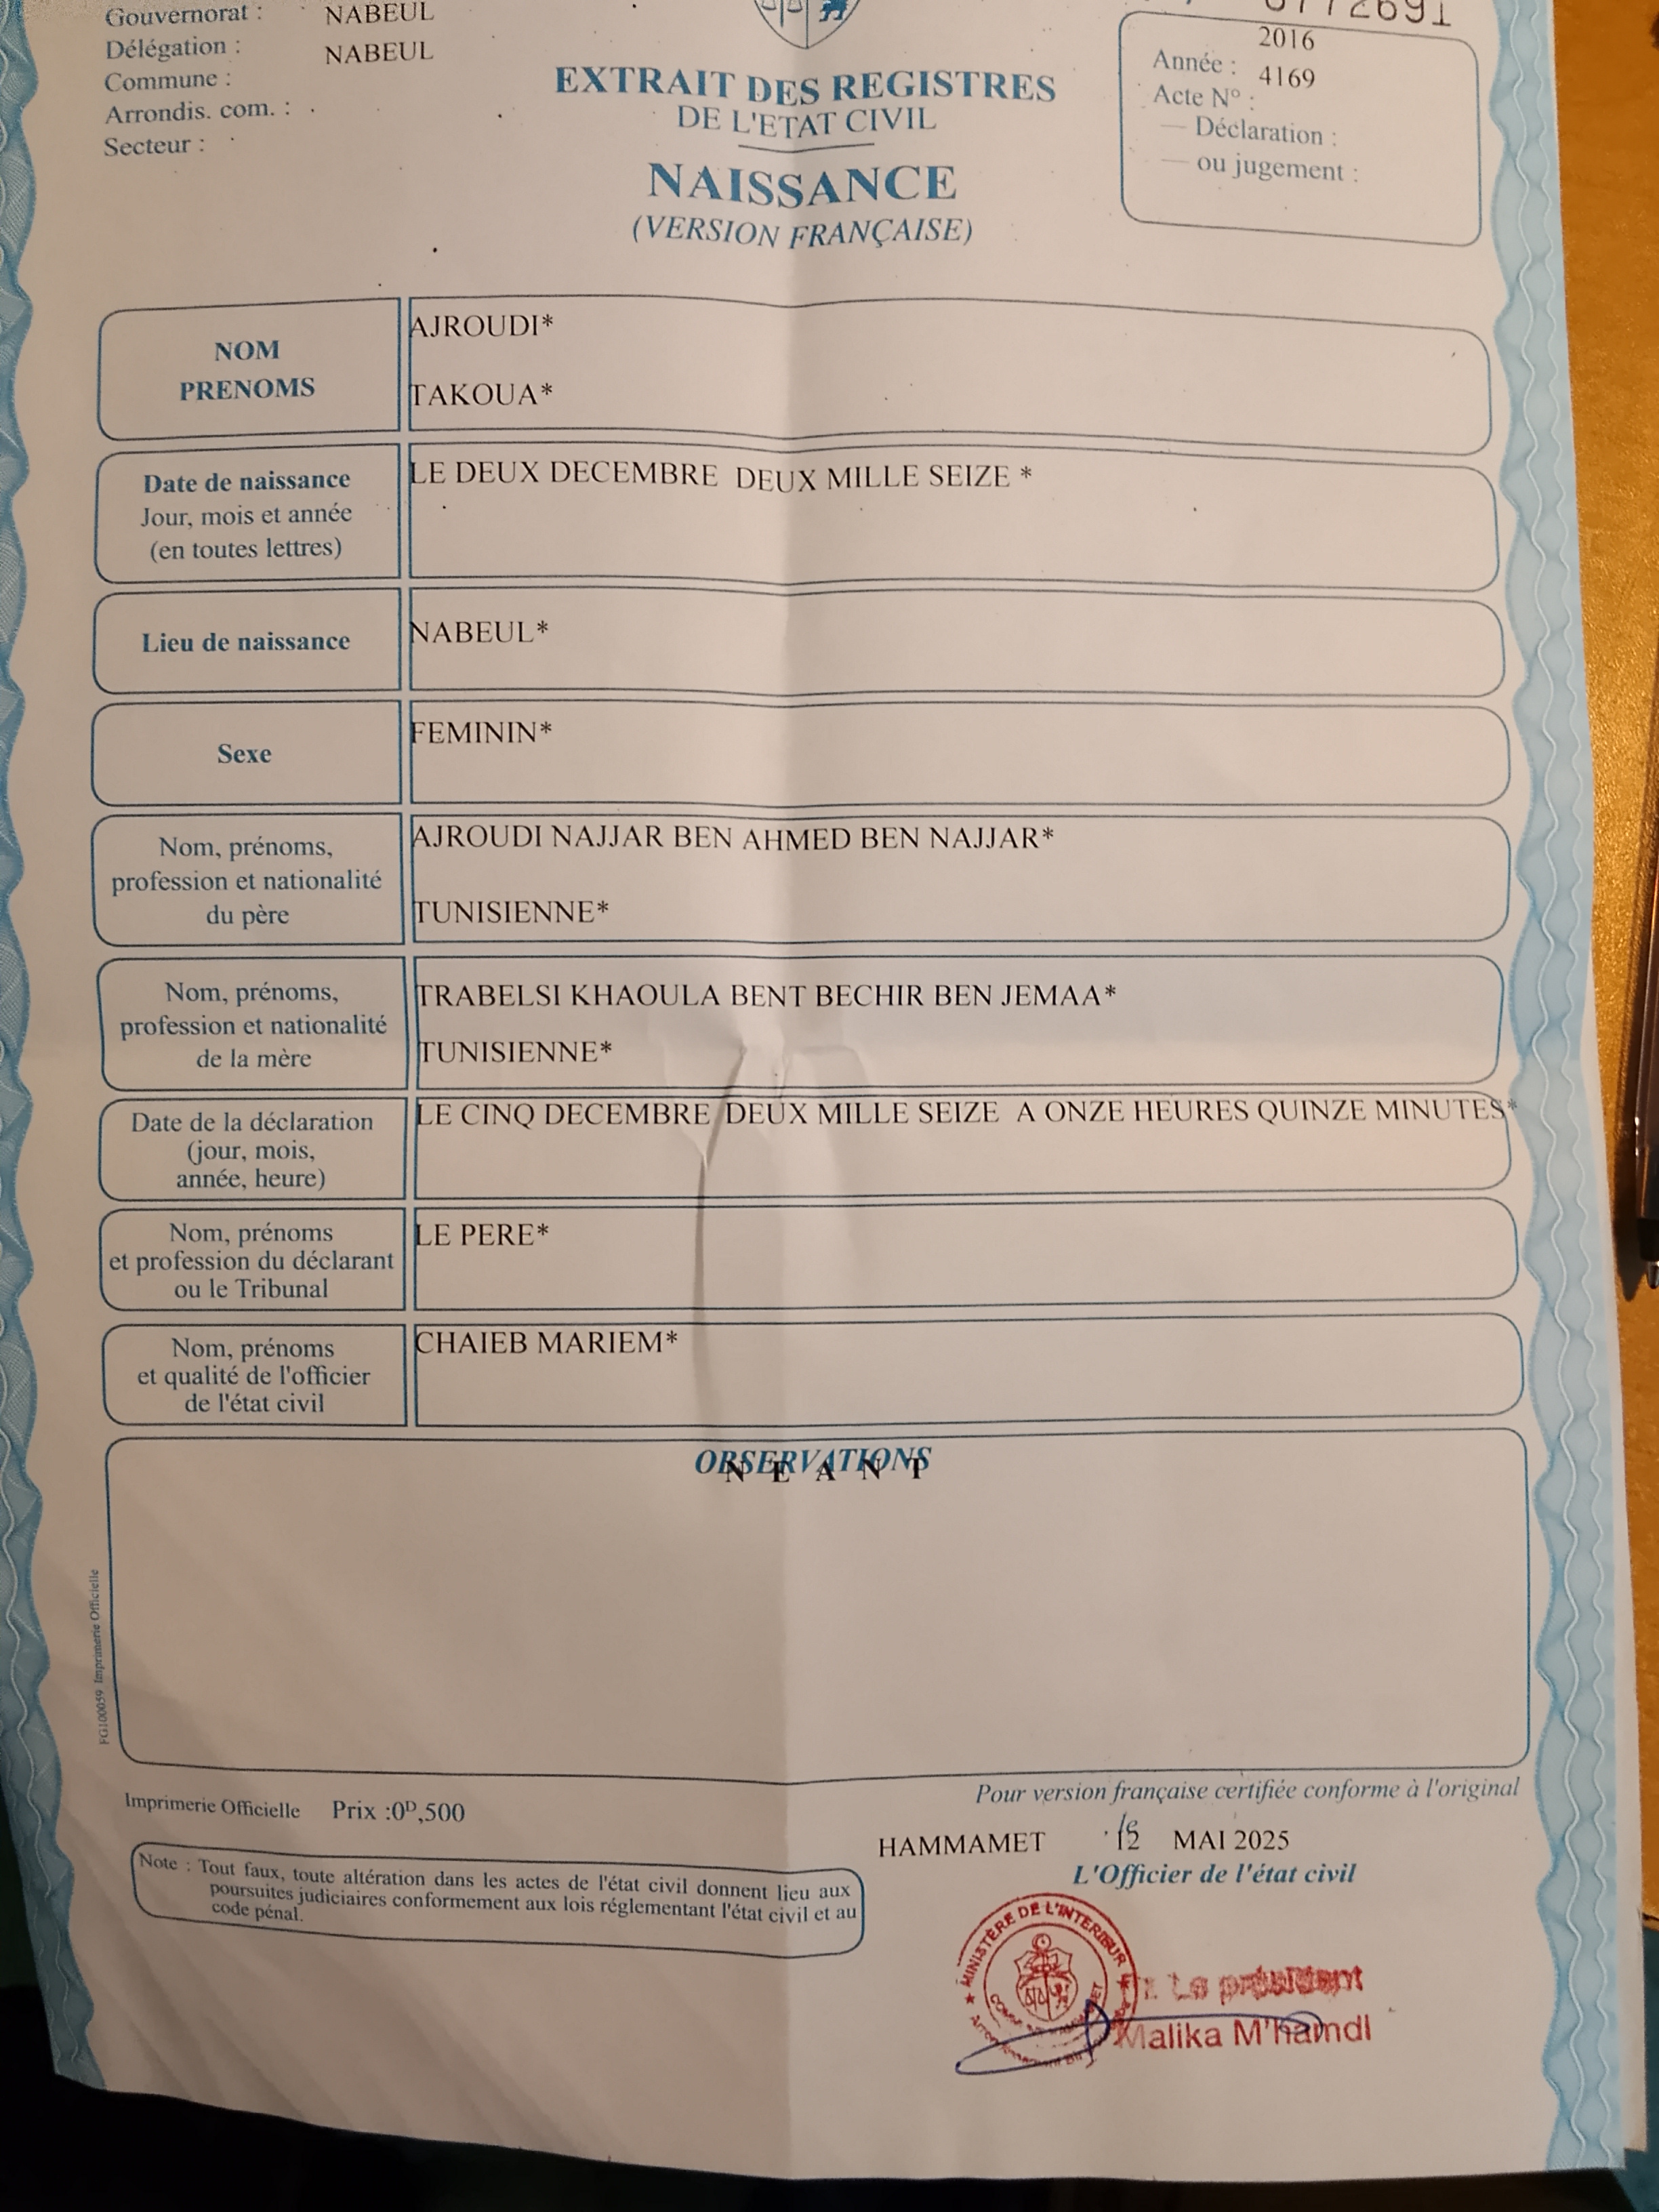 Gouvernorat : NABEUL
Délégation : NABEUL
Commune :
Arrondis. com. :
Secteur :
2016
Année :
4169
Acte N° :
— Déclaration :
— ou jugement :
EXTRAIT DES REGISTRES
DE L'ETAT CIVIL
NAISSANCE
(VERSION FRANÇAISE)
NOM
PRENOMS
AJROUDI*
TAKOUA*
Date de naissance
Jour, mois et année
(en toutes lettres)
LE DEUX DECEMBRE DEUX MILLE SEIZE *
Lieu de naissance
NABEUL*
Sexe
FEMININ*
Nom, prénoms,
profession et nationalité
du père
AJROUDI NAJJAR BEN AHMED BEN NAJJAR*
TUNISIENNE*
Nom, prénoms,
profession et nationalité
de la mère
TRABELSI KHAOULA BENT BECHIR BEN JEMAA*
TUNISIENNE*
Date de la déclaration
(jour, mois,
année, heure)
LE CINQ DECEMBRE DEUX MILLE SEIZE A ONZE HEURES QUINZE MINUTES*
Nom, prénoms
et profession du déclarant
ou le Tribunal
LE PERE*
Nom, prénoms
et qualité de l'officier
de l'état civil
CHAIEB MARIEM*
OBSERVATIONS
N E A N T
FG100059 Imprimerie Officielle
Imprimerie Officielle Prix :0ᴰ,500
Pour version française certifiée conforme à l'original
HAMMAMET le 12 MAI 2025
L'Officier de l'état civil
Note : Tout faux, toute altération dans les actes de l'état civil donnent lieu aux
poursuites judiciaires conformement aux lois réglementant l'état civil et au
code pénal.
MINISTÈRE DE L'INTERIEUR
Le président
Malika M'hamdI